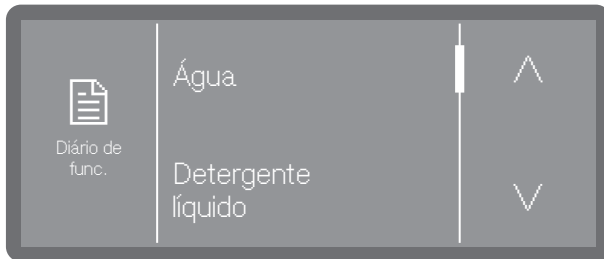 Diário de
func.
Água
Detergente
líquido